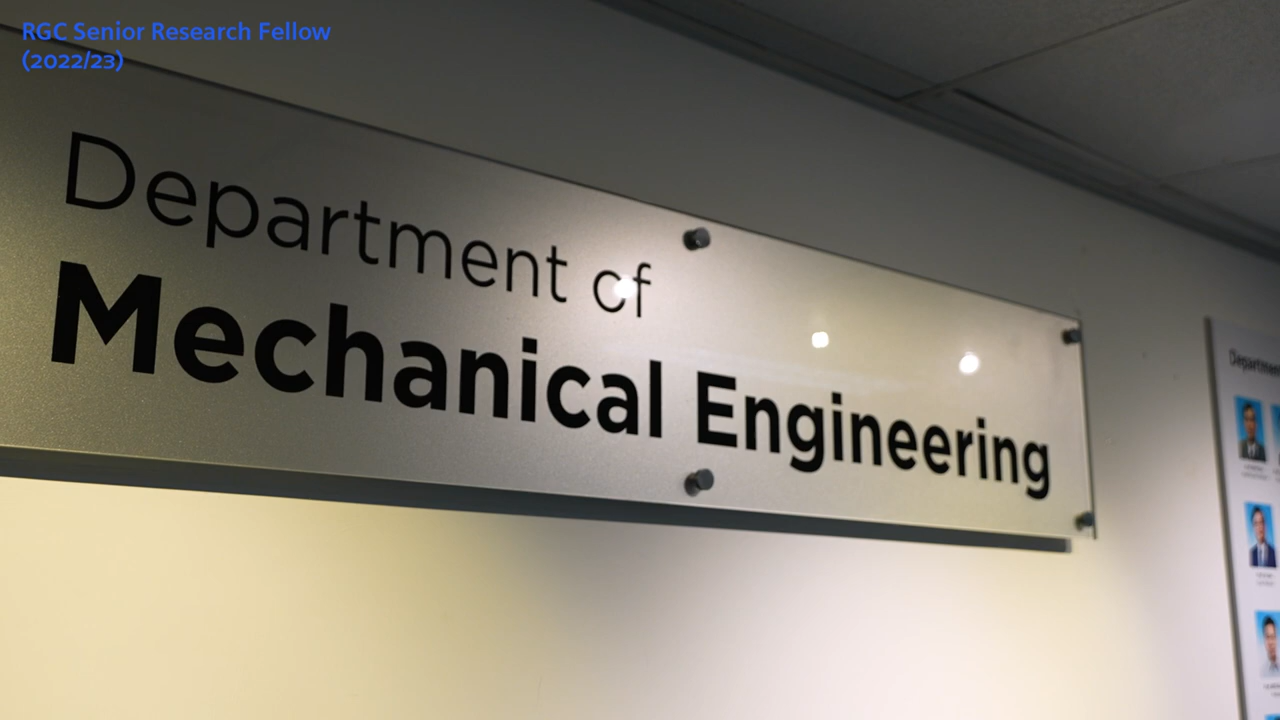 RGC Senior Research Fellow
(2022/23)
Department of
Mechanical Engineering